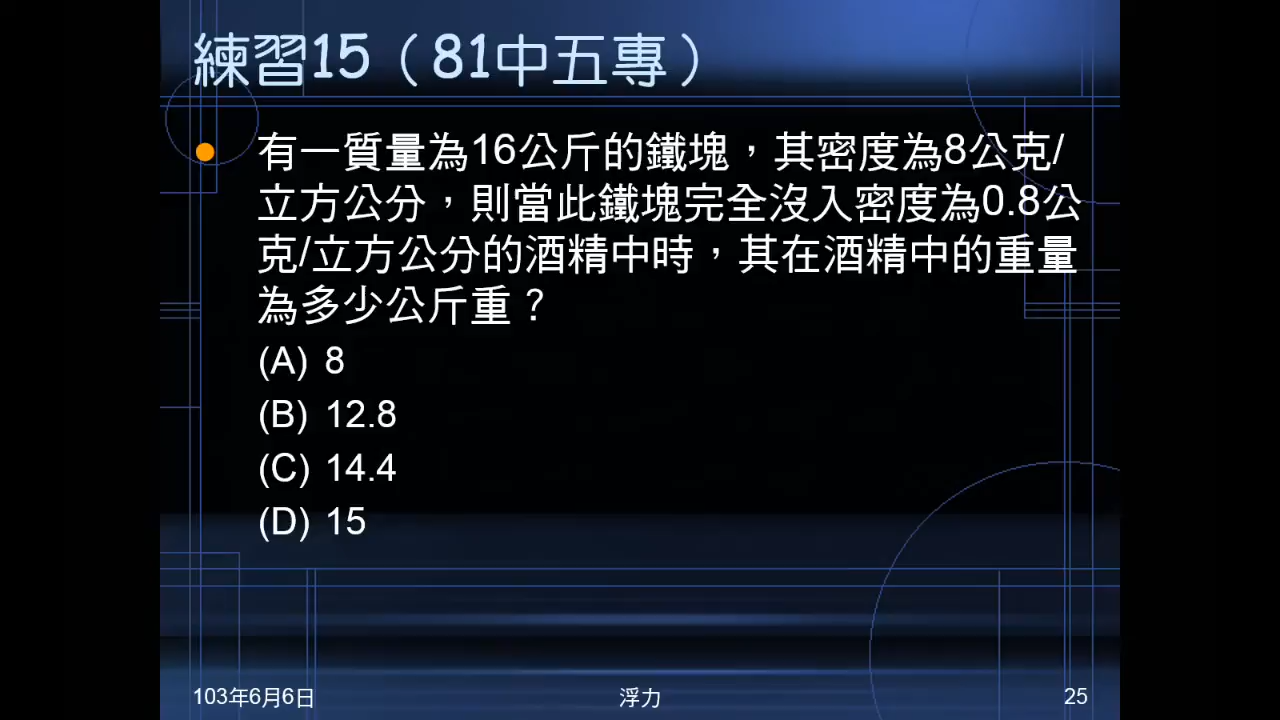 練習15（81中五專）
有一質量為16公斤的鐵塊，其密度為8公克/
立方公分，則當此鐵塊完全沒入密度為0.8公
克/立方公分的酒精中時，其在酒精中的重量
為多少公斤重？
(A) 8
(B) 12.8
(C) 14.4
(D) 15
103年6月6日
浮力
25